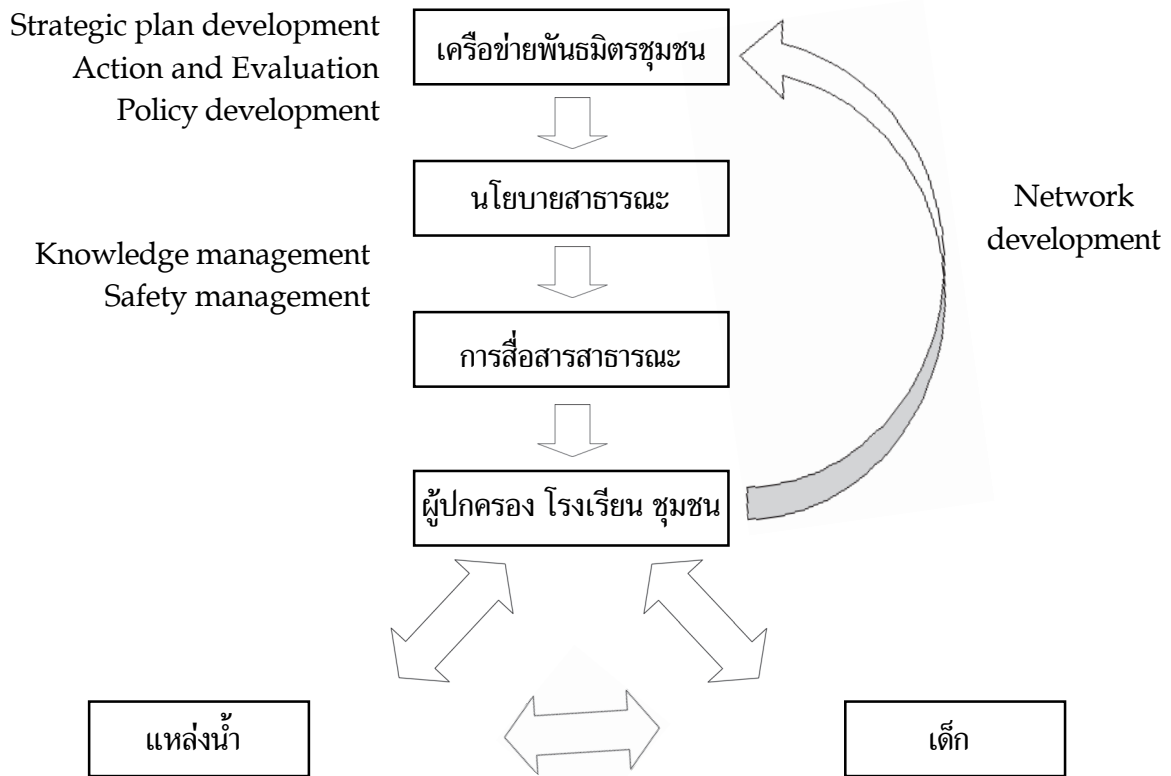 Strategic plan development
Action and Evaluation
Policy development
เครือข่ายพันธมิตรชุมชน
นโยบายสาธารณะ
Knowledge management
Safety management
Network
development
การสื่อสารสาธารณะ
ผู้ปกครอง โรงเรียน ชุมชน
แหล่งน้ำ
เด็ก